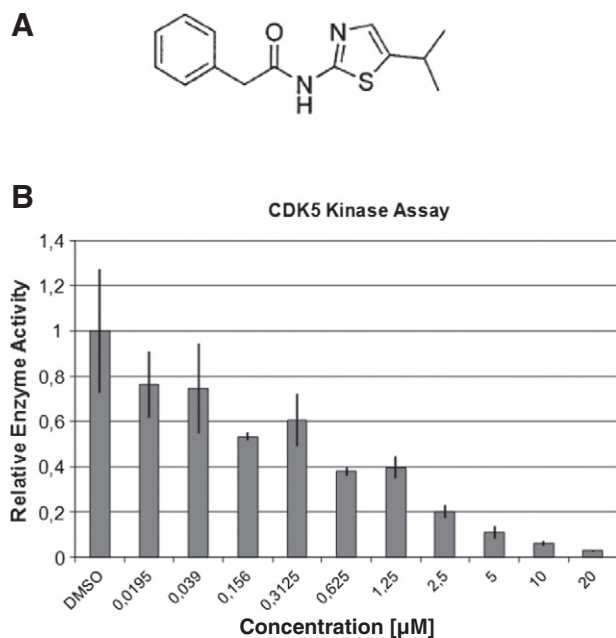 A
O
N
N
H
S
B
CDK5 Kinase Assay
Relative Enzyme Activity
1,4
1,2
1
0,8
0,6
0,4
0,2
0
DMSO
0,0195
0,039
0,156
0,3125
0,625
1,25
2,5
5
10
20
Concentration [µM]